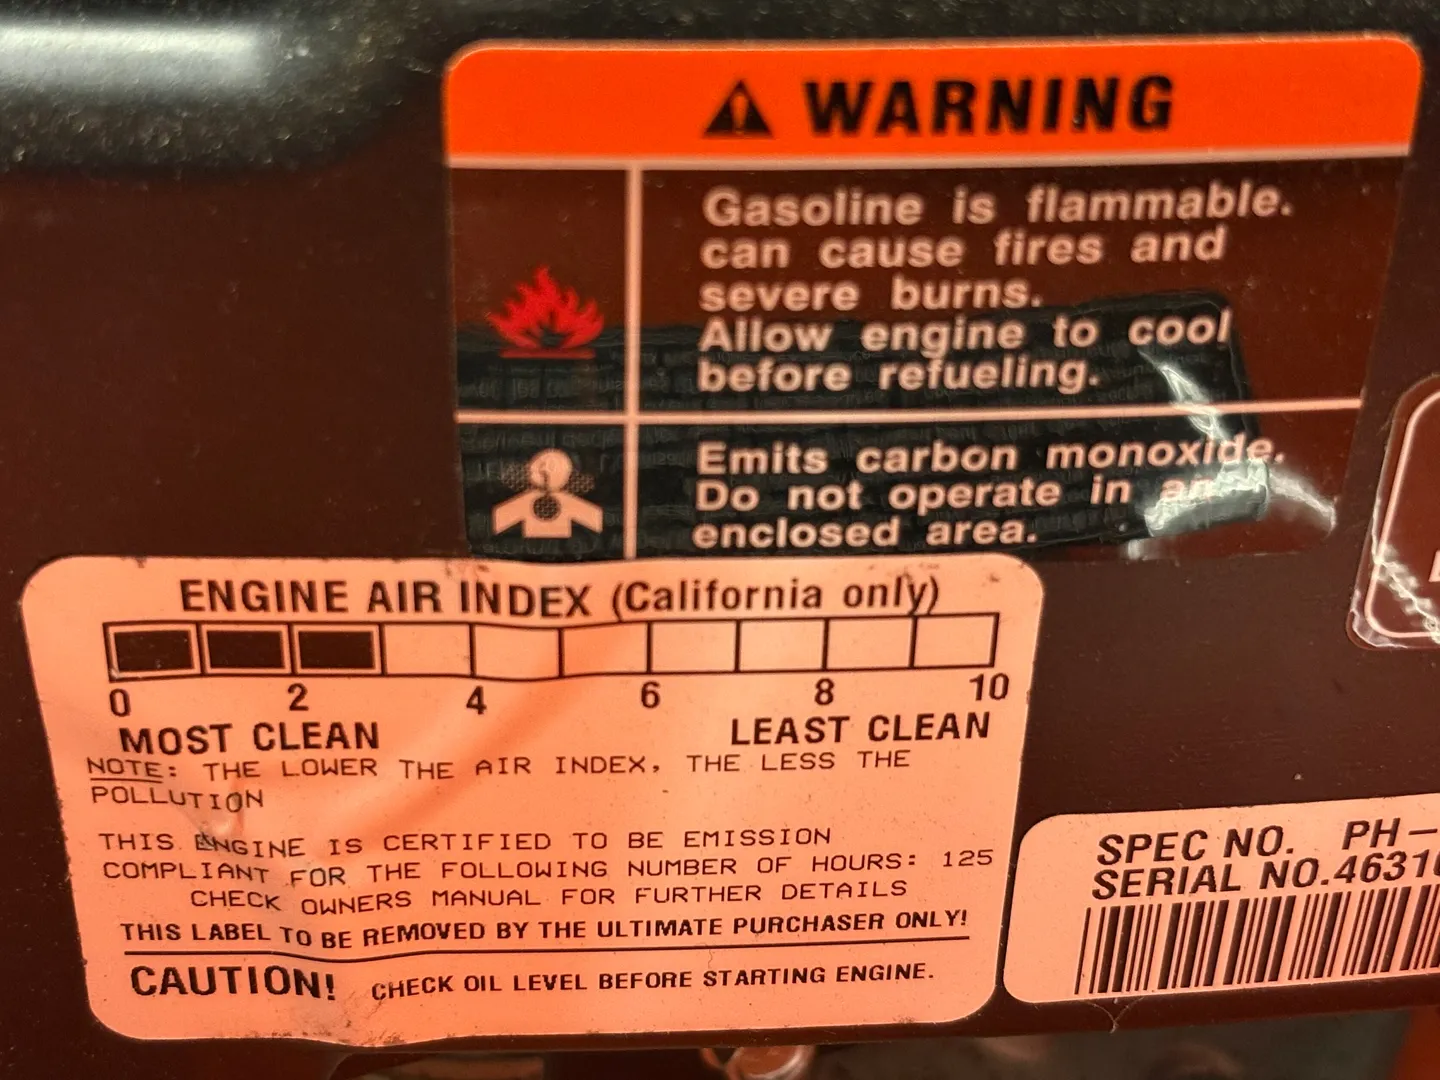 WARNING
Gasoline is flammable.
can cause fires and
severe burns.
Allow engine to cool
before refueling.
Emits carbon monoxide.
Do not operate in an
enclosed area.
ENGINE AIR INDEX (California only)
0 2 4 6 8 10
MOST CLEAN LEAST CLEAN
NOTE: THE LOWER THE AIR INDEX, THE LESS THE
POLLUTION
THIS ENGINE IS CERTIFIED TO BE EMISSION
COMPLIANT FOR THE FOLLOWING NUMBER OF HOURS: 125
CHECK OWNERS MANUAL FOR FURTHER DETAILS
THIS LABEL TO BE REMOVED BY THE ULTIMATE PURCHASER ONLY!
CAUTION! CHECK OIL LEVEL BEFORE STARTING ENGINE.
SPEC NO. PH-
SERIAL NO.4631